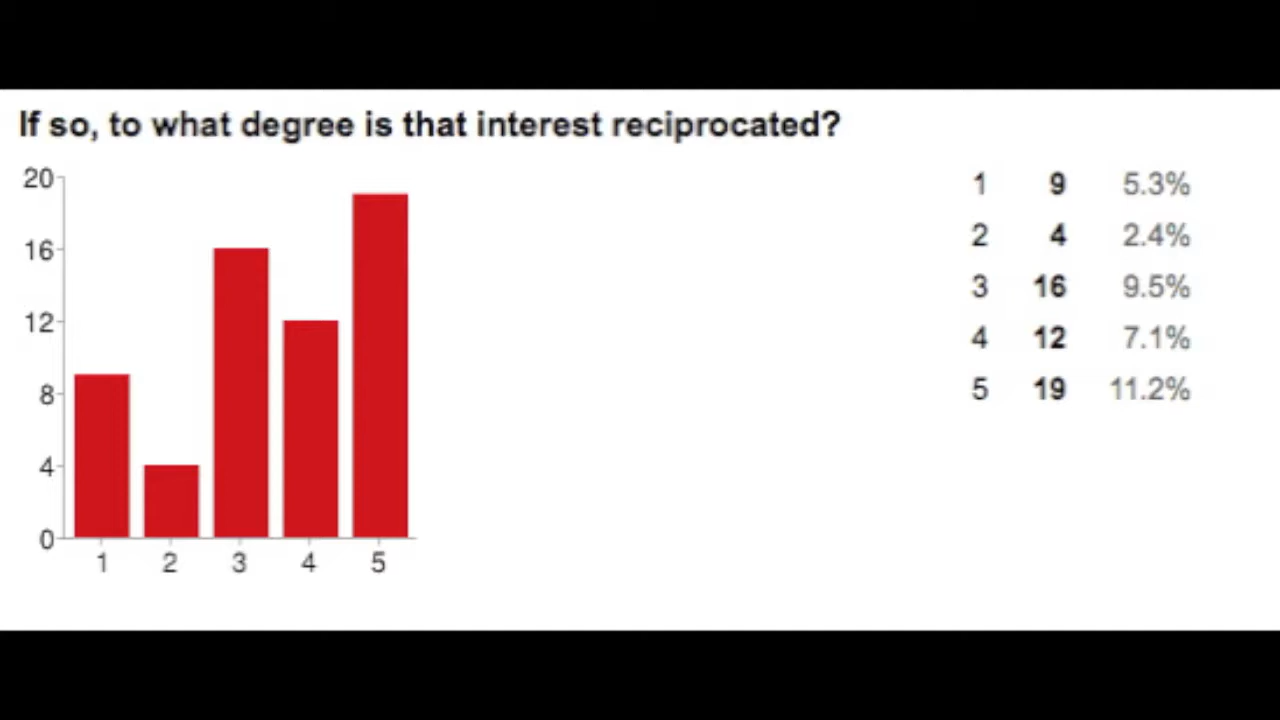 If so, to what degree is that interest reciprocated?
20
16
12
8
4
0
1 2 3 4 5
1 9 5.3%
2 4 2.4%
3 16 9.5%
4 12 7.1%
5 19 11.2%